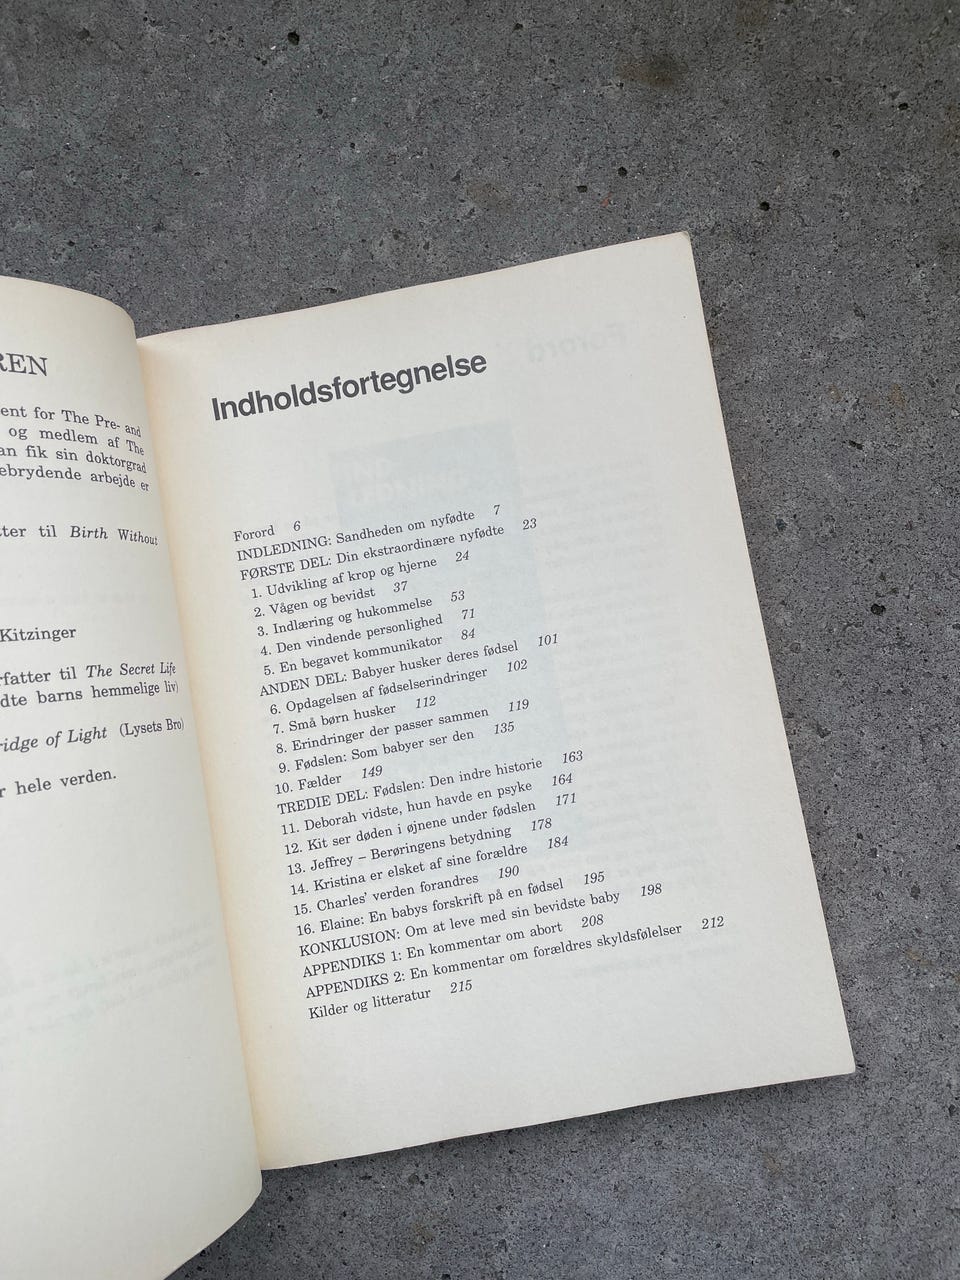 REN
ent for The Pre- and
og medlem af The
an fik sin doktorgrad
ebrydende arbejde er
ter til Birth Without
Kitzinger
rfatter til The Secret Life
dte barns hemmelige liv)
ridge of Light (Lysets Bro)
r hele verden.
Indholdsfortegnelse
Forord 6
INDLEDNING: Sandheden om nyfødte 7
FØRSTE DEL: Din ekstraordinære nyfødte 23
1. Udvikling af krop og hjerne 24
2. Vågen og bevidst 37
3. Indlæring og hukommelse 53
4. Den vindende personlighed 71
5. En begavet kommunikator 84
ANDEN DEL: Babyer husker deres fødsel 101
6. Opdagelsen af fødselserindringer 102
7. Små børn husker 112
8. Erindringer der passer sammen 119
9. Fødslen: Som babyer ser den 135
10. Fælder 149
TREDIE DEL: Fødslen: Den indre historie 163
11. Deborah vidste, hun havde en psyke 164
12. Kit ser døden i øjnene under fødslen 171
13. Jeffrey – Berøringens betydning 178
14. Kristina er elsket af sine forældre 184
15. Charles' verden forandres 190
16. Elaine: En babys forskrift på en fødsel 195
KONKLUSION: Om at leve med sin bevidste baby 198
APPENDIKS 1: En kommentar om abort 208
APPENDIKS 2: En kommentar om forældres skyldsfølelser 212
Kilder og litteratur 215